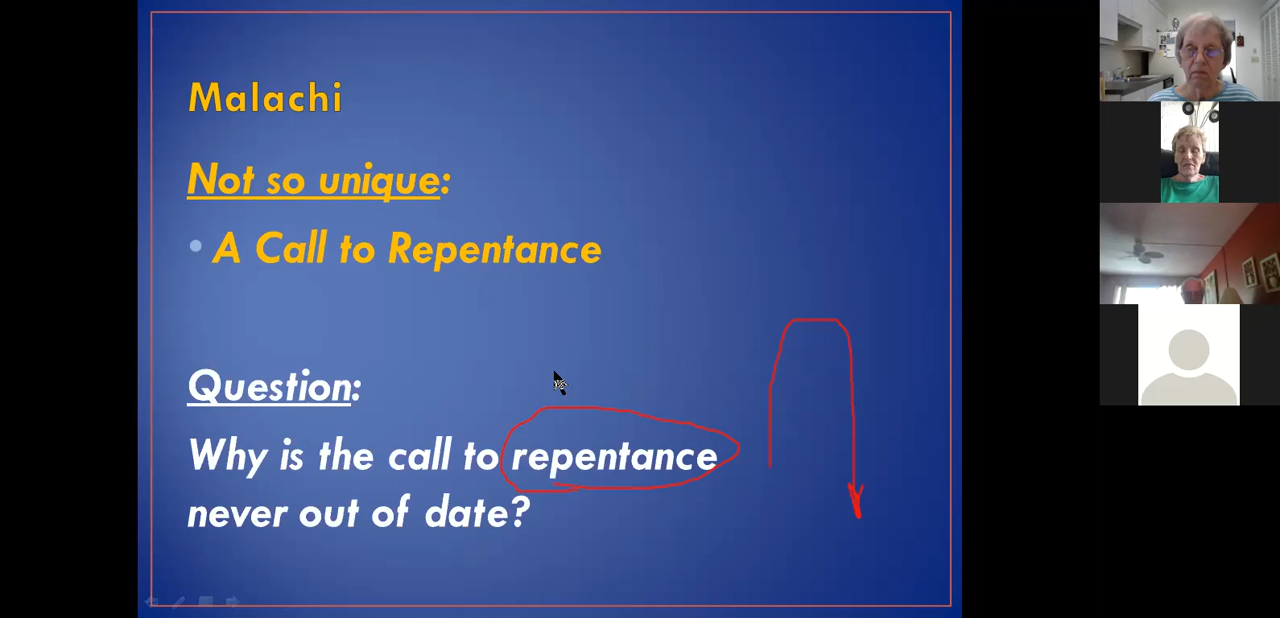 Malachi
Not so unique:
• A Call to Repentance
Question:
Why is the call to repentance
never out of date?